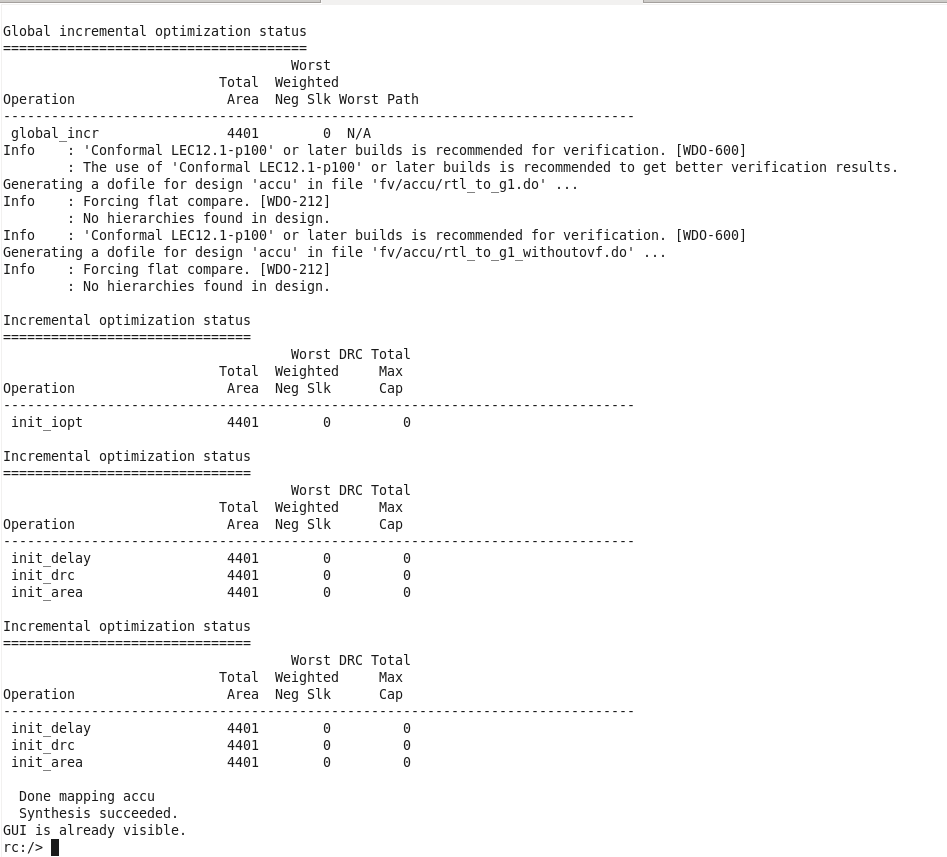 Global incremental optimization status
======================================
                                    Worst
                           Total  Weighted
Operation                   Area  Neg Slk Worst Path
-------------------------------------------------------------------------------
 global_incr                4401        0  N/A
Info    : 'Conformal LEC12.1-p100' or later builds is recommended for verification. [WDO-600]
        : The use of 'Conformal LEC12.1-p100' or later builds is recommended to get better verification results.
Generating a dofile for design 'accu' in file 'fv/accu/rtl_to_g1.do' ...
Info    : Forcing flat compare. [WDO-212]
        : No hierarchies found in design.
Info    : 'Conformal LEC12.1-p100' or later builds is recommended for verification. [WDO-600]
Generating a dofile for design 'accu' in file 'fv/accu/rtl_to_g1_withoutovf.do' ...
Info    : Forcing flat compare. [WDO-212]
        : No hierarchies found in design.

Incremental optimization status
===============================
                                    Worst DRC Total
                           Total  Weighted     Max
Operation                   Area  Neg Slk      Cap
-------------------------------------------------------------------------------
 init_iopt                  4401        0         0

Incremental optimization status
===============================
                                    Worst DRC Total
                           Total  Weighted     Max
Operation                   Area  Neg Slk      Cap
-------------------------------------------------------------------------------
 init_delay                 4401        0         0
 init_drc                   4401        0         0
 init_area                  4401        0         0

Incremental optimization status
===============================
                                    Worst DRC Total
                           Total  Weighted     Max
Operation                   Area  Neg Slk      Cap
-------------------------------------------------------------------------------
 init_delay                 4401        0         0
 init_drc                   4401        0         0
 init_area                  4401        0         0

  Done mapping accu
  Synthesis succeeded.
GUI is already visible.
rc:/>